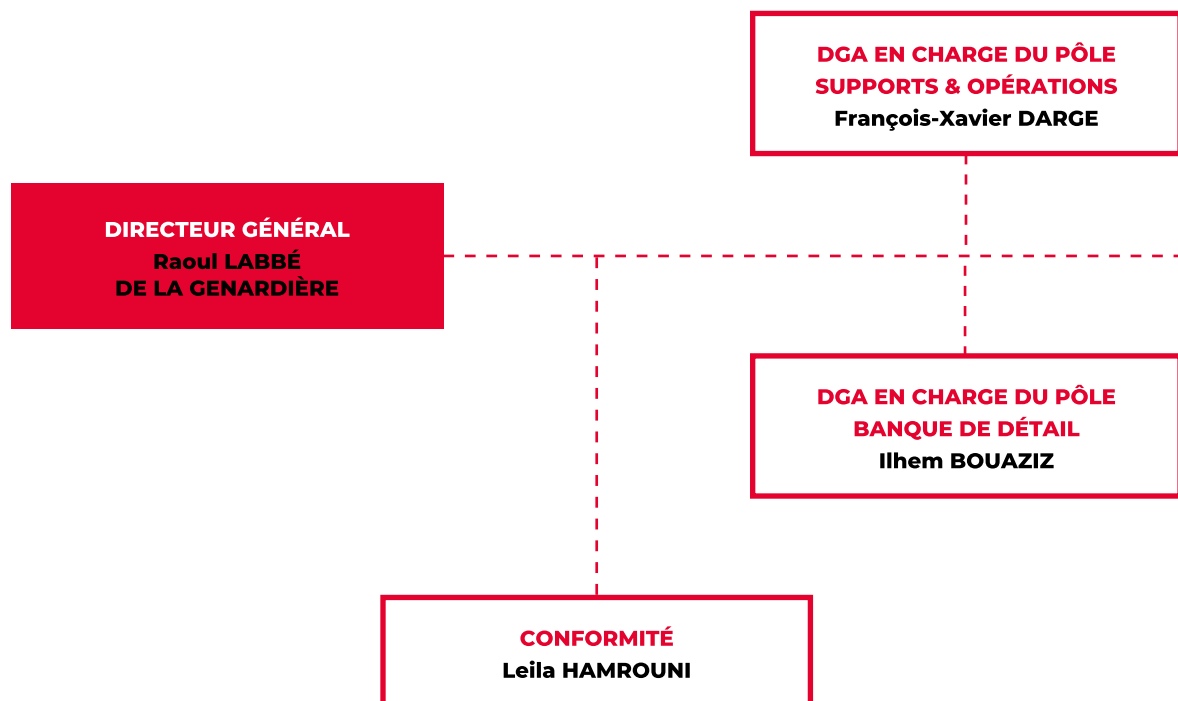 DGA EN CHARGE DU PÔLE
SUPPORTS & OPÉRATIONS
François-Xavier DARGE
DIRECTEUR GÉNÉRAL
Raoul LABBÉ
DE LA GENARDIÈRE
DGA EN CHARGE DU PÔLE
BANQUE DE DÉTAIL
Ilhem BOUAZIZ
CONFORMITÉ
Leila HAMROUNI